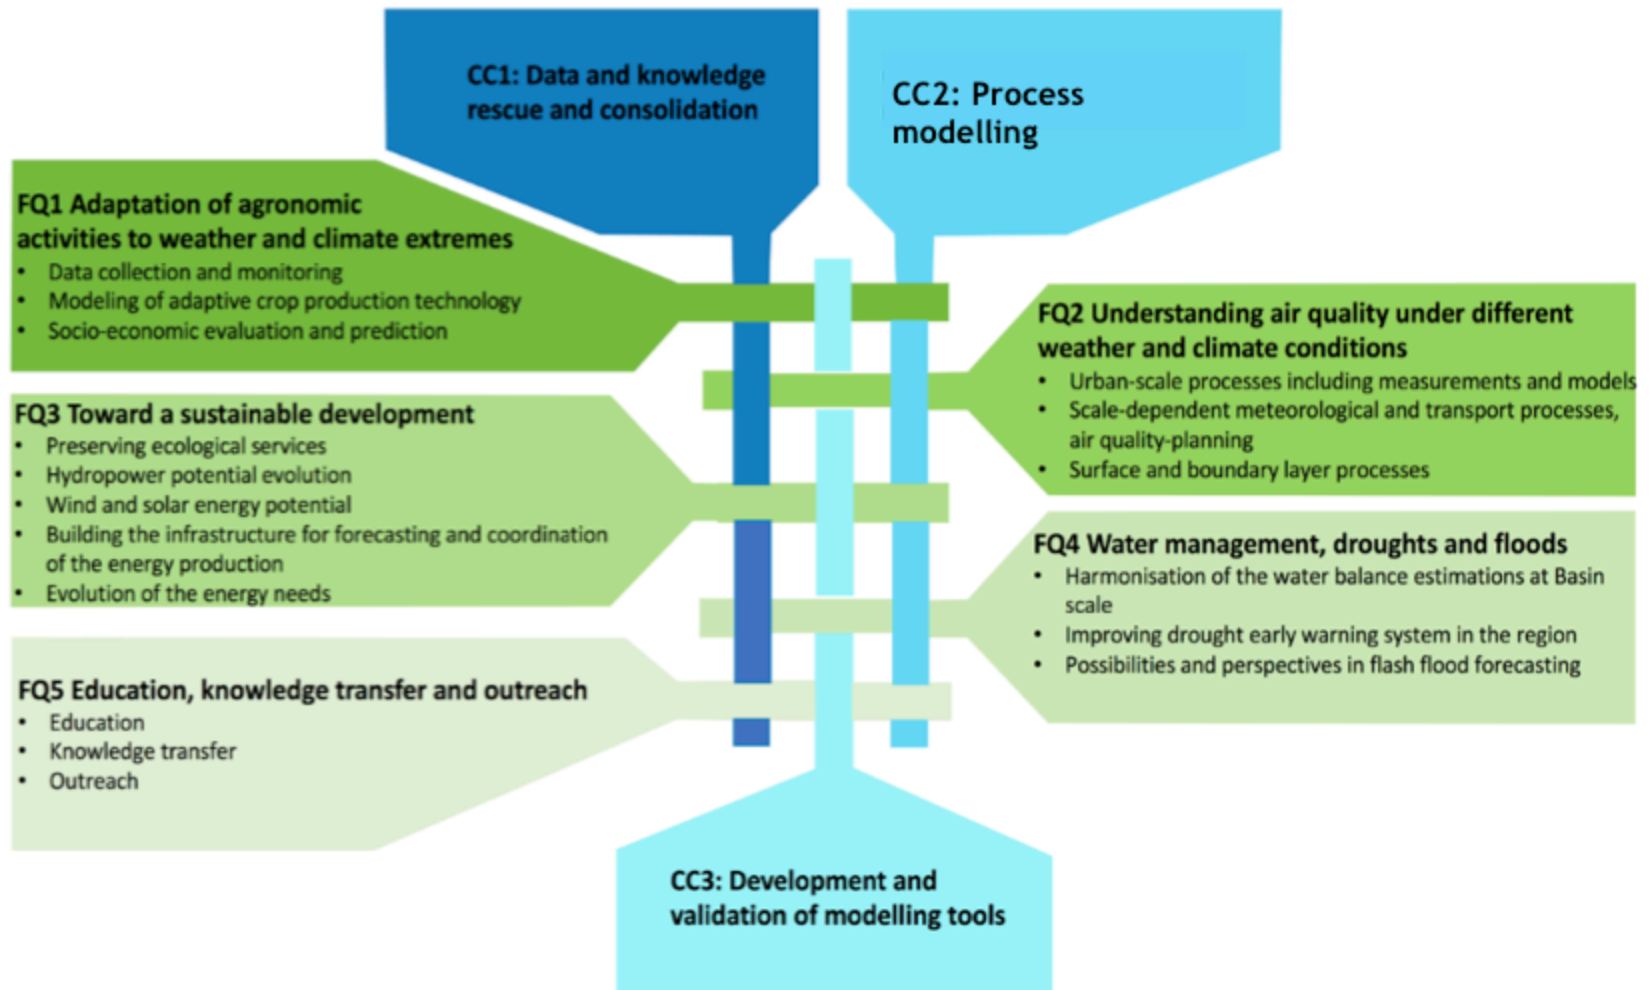 CC1: Data and knowledge
rescue and consolidation
CC2: Process
modelling
FQ1 Adaptation of agronomic
activities to weather and climate extremes
• Data collection and monitoring
• Modeling of adaptive crop production technology
• Socio-economic evaluation and prediction
FQ2 Understanding air quality under different
weather and climate conditions
• Urban-scale processes including measurements and models
• Scale-dependent meteorological and transport processes,
air quality-planning
• Surface and boundary layer processes
FQ3 Toward a sustainable development
• Preserving ecological services
• Hydropower potential evolution
• Wind and solar energy potential
• Building the infrastructure for forecasting and coordination
of the energy production
• Evolution of the energy needs
FQ4 Water management, droughts and floods
• Harmonisation of the water balance estimations at Basin
scale
• Improving drought early warning system in the region
• Possibilities and perspectives in flash flood forecasting
FQ5 Education, knowledge transfer and outreach
• Education
• Knowledge transfer
• Outreach
CC3: Development and
validation of modelling tools